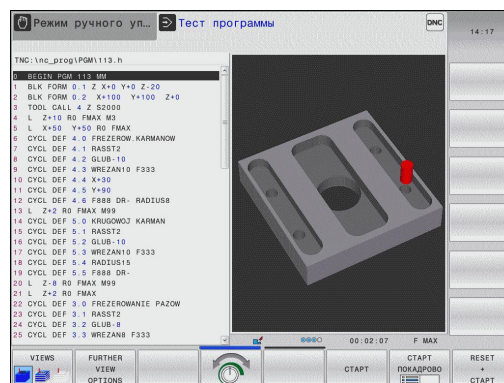 Режим ручного уп…
Тест программы
DNC
14:17
TNC:\nc_prog\PGM\113.h
0 BEGIN PGM 113 MM
1 BLK FORM 0.1 Z X+0 Y+0 Z-20
2 BLK FORM 0.2 X+100 Y+100 Z+0
3 TOOL CALL 4 Z S2000
4 L Z+10 R0 FMAX M3
5 L X+50 Y+50 R0 FMAX
6 CYCL DEF 4.0 FREZEROW.KARMANOW
7 CYCL DEF 4.1 RASST2
8 CYCL DEF 4.2 GLUB-10
9 CYCL DEF 4.3 WREZAN10 F333
10 CYCL DEF 4.4 X+30
11 CYCL DEF 4.5 Y+90
12 CYCL DEF 4.6 F888 DR- RADIUS8
13 L Z+2 R0 FMAX M99
14 CYCL DEF 5.0 KRUGOWOJ KARMAN
15 CYCL DEF 5.1 RASST2
16 CYCL DEF 5.2 GLUB-10
17 CYCL DEF 5.3 WREZAN10 F333
18 CYCL DEF 5.4 RADIUS15
19 CYCL DEF 5.5 F888 DR-
20 L Z-8 R0 FMAX M99
21 L Z+2 R0 FMAX
22 CYCL DEF 3.0 FREZEROWANIE PAZOW
23 CYCL DEF 3.1 RASST2
24 CYCL DEF 3.2 GLUB-8
25 CYCL DEF 3.3 WREZAN8 F333
00:02:07 F MAX
VIEWS
FURTHER
VIEW
OPTIONS
СТАРТ
СТАРТ
ПОКАДРОВО
RESET
+
СТАРТ